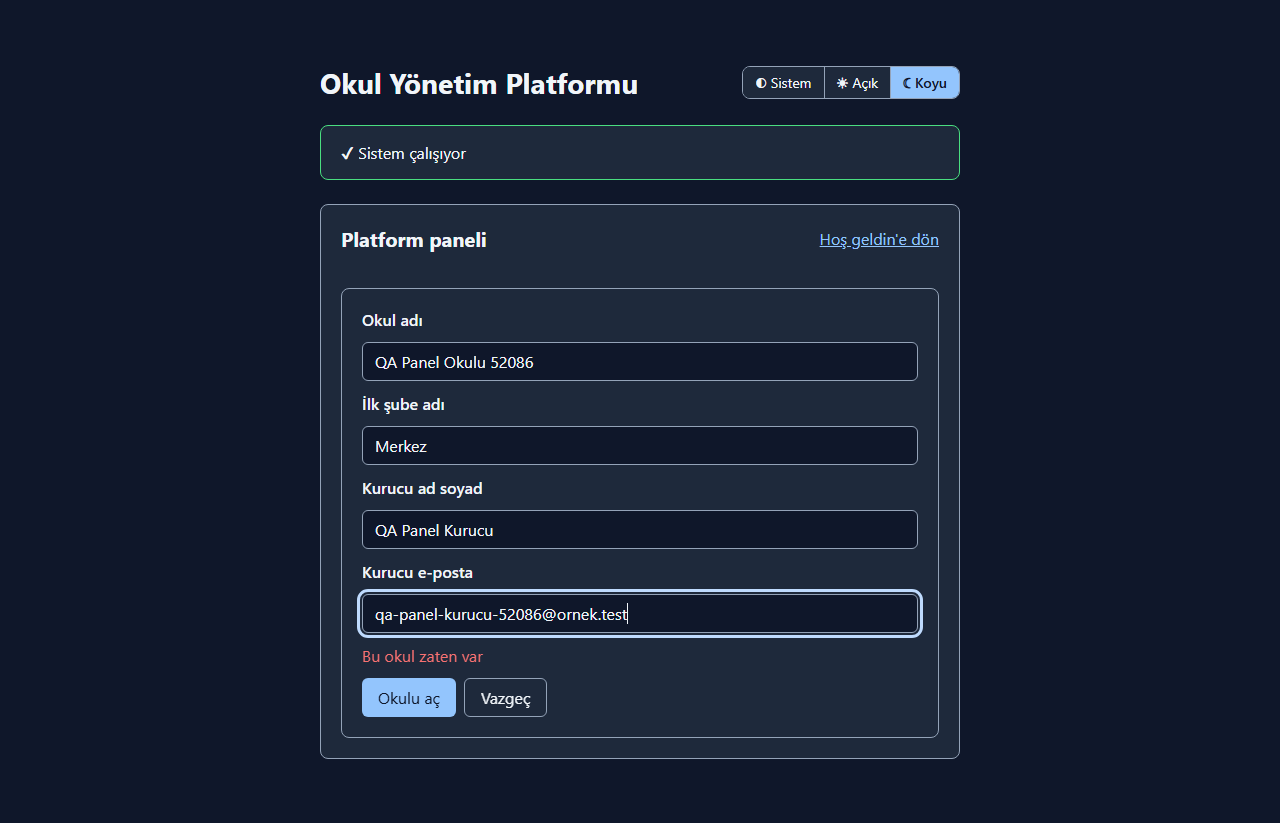 Okul Yönetim Platformu
Sistem
Açık
Koyu
✓ Sistem çalışıyor
Platform paneli
Hoş geldin'e dön
Okul adı
QA Panel Okulu 52086
İlk şube adı
Merkez
Kurucu ad soyad
QA Panel Kurucu
Kurucu e-posta
qa-panel-kurucu-52086@ornek.test
Bu okul zaten var
Okulu aç
Vazgeç